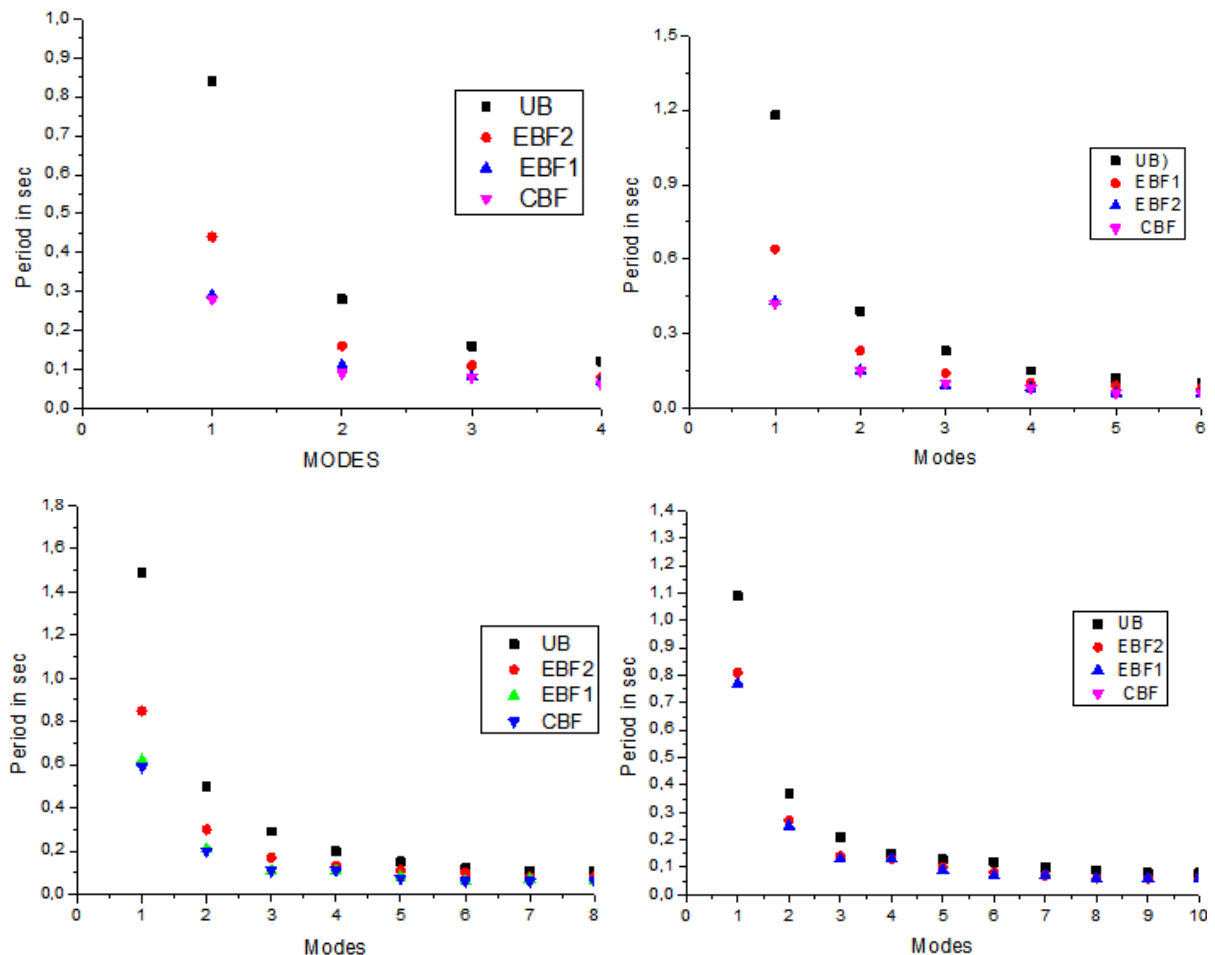 1,0
0,9
0,8
0,7
0,6
0,5
0,4
0,3
0,2
0,1
0,0
Period in sec
0 1 2 3 4
MODES
UB
EBF2
EBF1
CBF
1,5
1,2
0,9
0,6
0,3
0,0
Period in sec
0 1 2 3 4 5 6
Modes
UB)
EBF1
EBF2
CBF
1,8
1,6
1,4
1,2
1,0
0,8
0,6
0,4
0,2
0,0
Period in sec
0 1 2 3 4 5 6 7 8
Modes
UB
EBF2
EBF1
CBF
1,4
1,3
1,2
1,1
1,0
0,9
0,8
0,7
0,6
0,5
0,4
0,3
0,2
0,1
0,0
Period in sec
0 1 2 3 4 5 6 7 8 9 10
Modes
UB
EBF2
EBF1
CBF